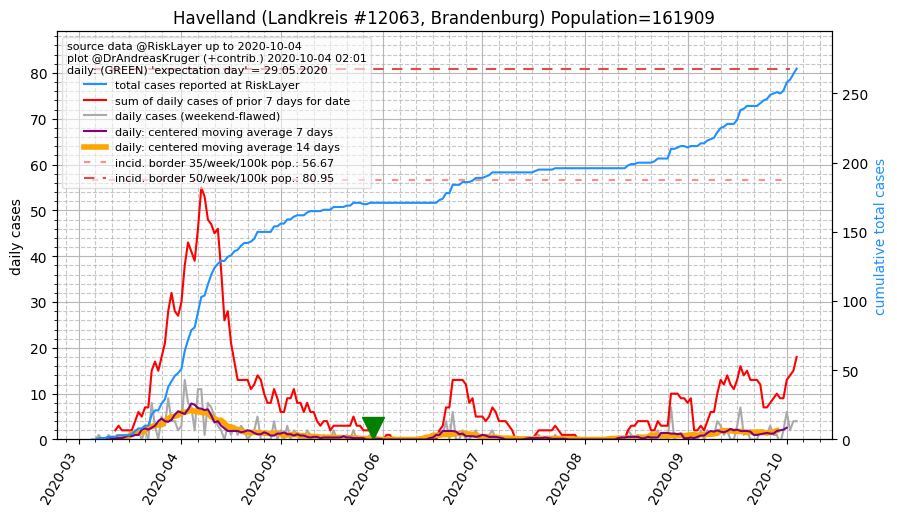 Havelland (Landkreis #12063, Brandenburg) Population=161909
source data @RiskLayer up to 2020-10-04
plot @DrAndreasKruger (+contrib.) 2020-10-04 02:01
daily: (GREEN) 'expectation day' = 29.05.2020
total cases reported at RiskLayer
sum of daily cases of prior 7 days for date
daily cases (weekend-flawed)
daily: centered moving average 7 days
daily: centered moving average 14 days
incid. border 35/week/100k pop.: 56.67
incid. border 50/week/100k pop.: 80.95
daily cases
80
70
60
50
40
30
20
10
0
cumulative total cases
250
200
150
100
50
0
2020-03
2020-04
2020-05
2020-06
2020-07
2020-08
2020-09
2020-10